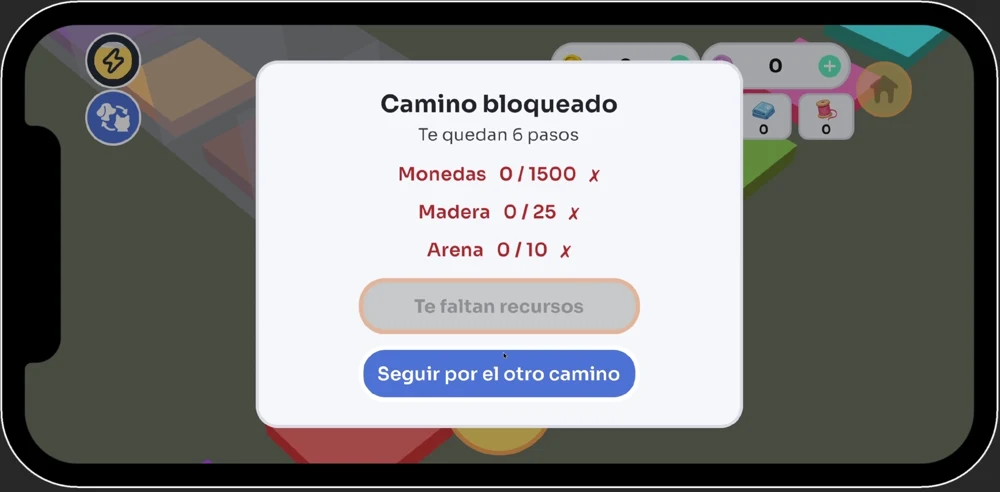 0
0
0
Camino bloqueado
Te quedan 6 pasos
Monedas 0 / 1500 ✗
Madera 0 / 25 ✗
Arena 0 / 10 ✗
Te faltan recursos
Seguir por el otro camino